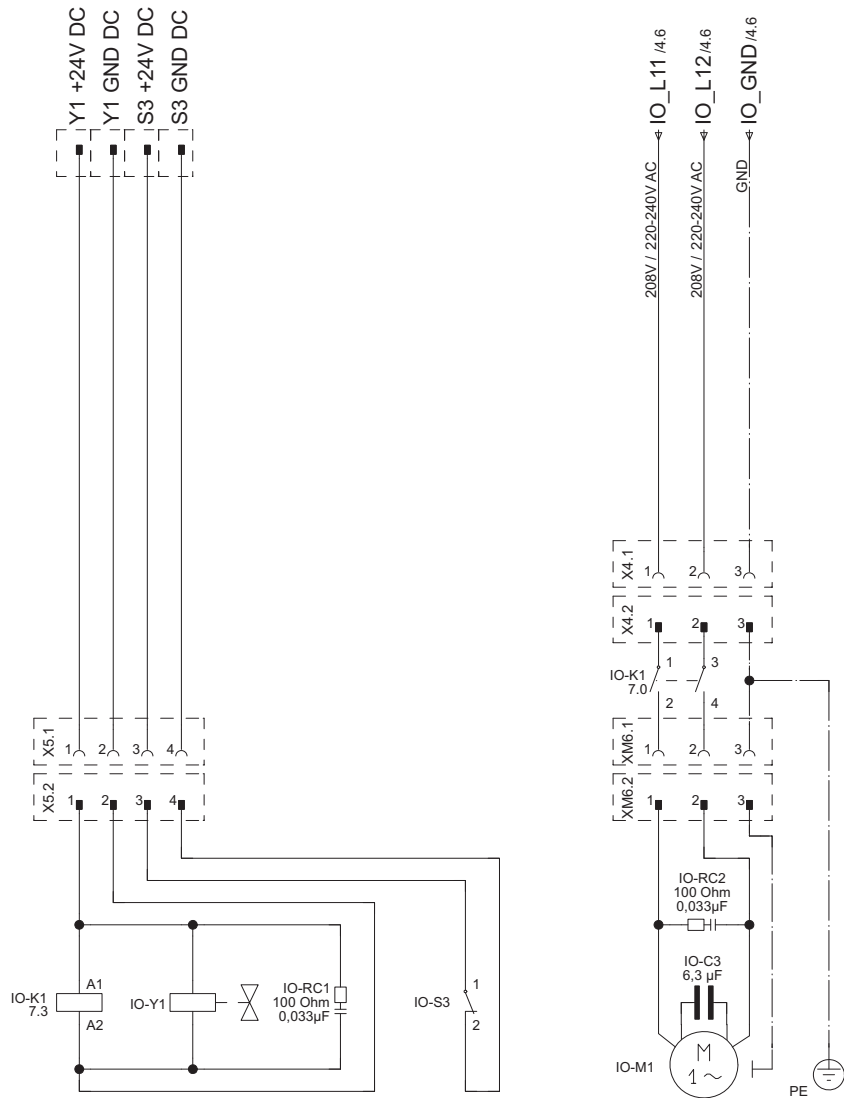 Y1 +24V DC
Y1 GND DC
S3 +24V DC
S3 GND DC
IO_L11 /4.6
IO_L12 /4.6
IO_GND /4.6
208V / 220-240V AC
208V / 220-240V AC
GND
X4.1
1 2 3
X4.2
1 2 3
IO-K1
7.0
1 3
2 4
X5.1
1 2 3 4
XM6.1
1 2 3
X5.2
1 2 3 4
XM6.2
1 2 3
IO-RC2
100 Ohm
0,033µF
IO-C3
6,3 µF
IO-K1
7.3
A1
A2
IO-Y1
IO-RC1
100 Ohm
0,033µF
IO-S3
1
2
IO-M1
M
1 ~
PE